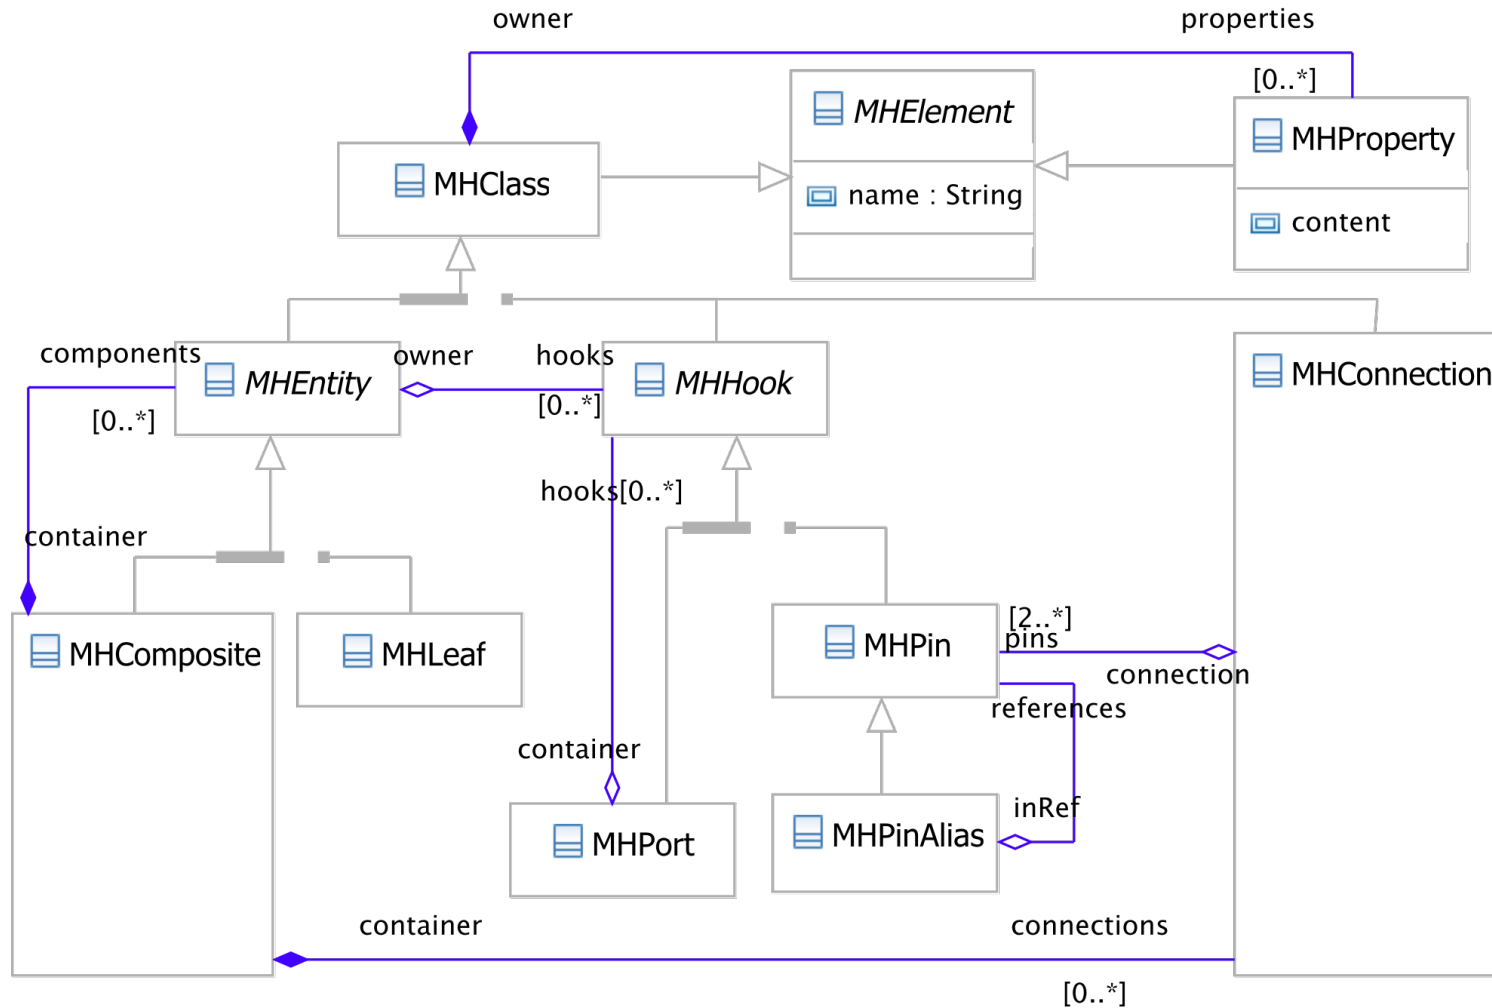 owner
properties
[0..*]
MHElement
MHProperty
MHClass
name : String
content
components
owner
hooks
MHEntity
MHHook
MHConnection
[0..*]
[0..*]
hooks[0..*]
container
[2..*]
pins
MHComposite
MHLeaf
MHPin
connection
references
container
inRef
MHPort
MHPinAlias
container
connections
[0..*]